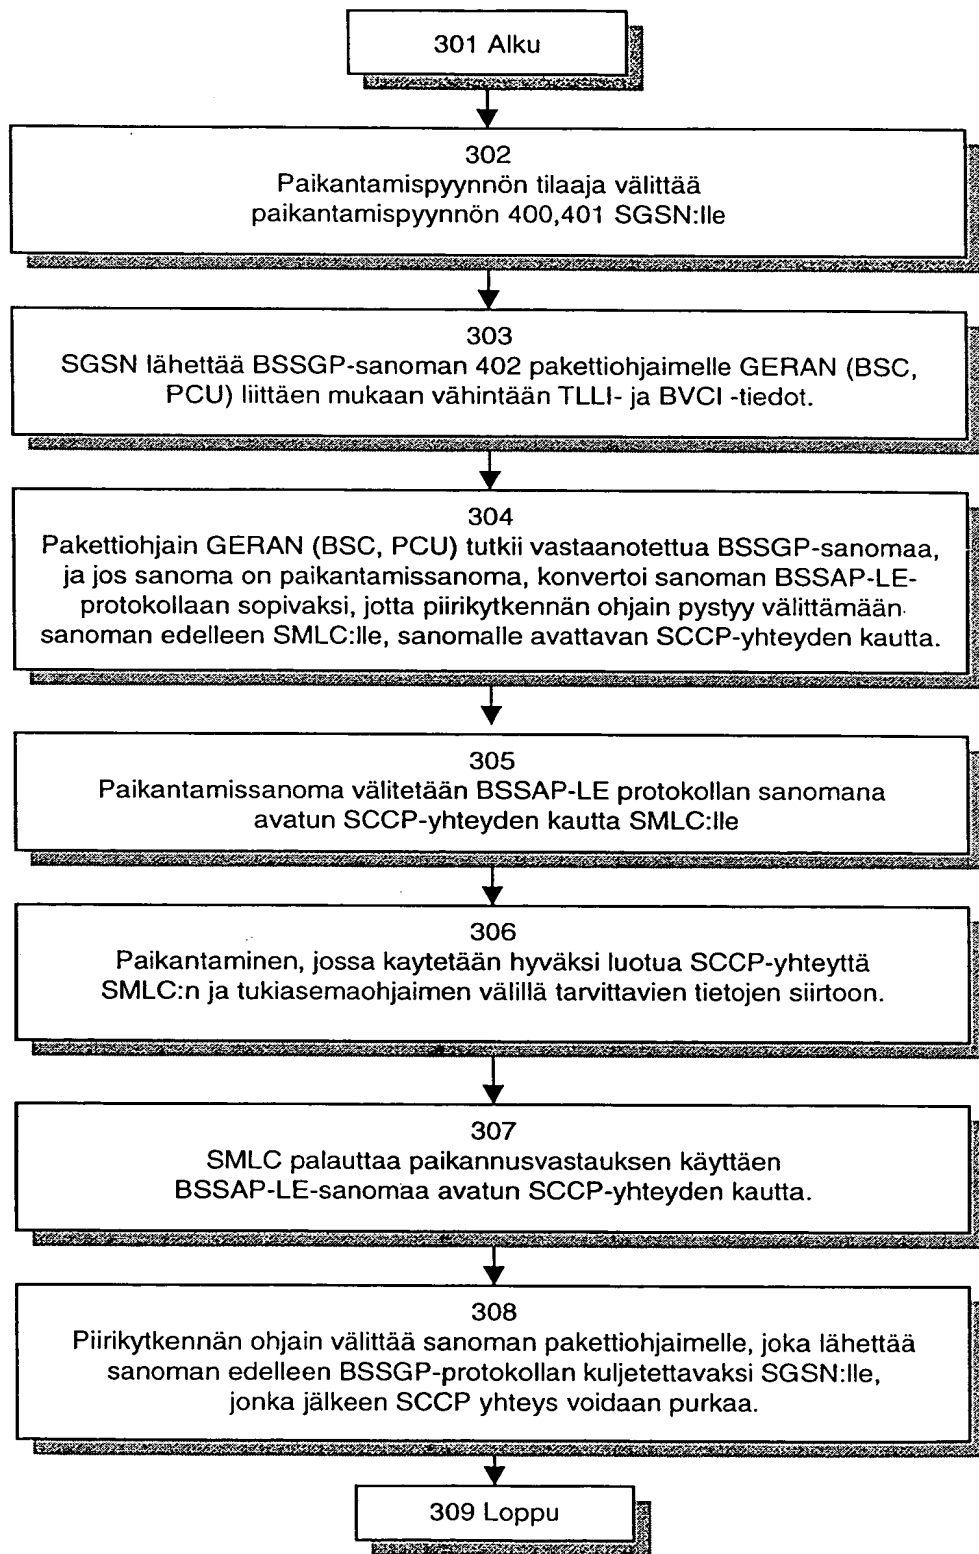 301 Alku
302
Paikantamispyynnön tilaaja välittää
paikantamispyynnön 400,401 SGSN:lle
303
SGSN lähettää BSSGP-sanoman 402 pakettiohjaimelle GERAN (BSC,
PCU) liittäen mukaan vähintään TLLI- ja BVCI -tiedot.
304
Pakettiohjain GERAN (BSC, PCU) tutkii vastaanotettua BSSGP-sanomaa,
ja jos sanoma on paikantamissanoma, konvertoi sanoman BSSAP-LE-
protokollaan sopivaksi, jotta piirikytkennän ohjain pystyy välittämään
sanoman edelleen SMLC:lle, sanomalle avattavan SCCP-yhteyden kautta.
305
Paikantamissanoma välitetään BSSAP-LE protokollan sanomana
avatun SCCP-yhteyden kautta SMLC:lle
306
Paikantaminen, jossa kaytetään hyväksi luotua SCCP-yhteyttä
SMLC:n ja tukiasemaohjaimen välillä tarvittavien tietojen siirtoon.
307
SMLC palauttaa paikannusvastauksen käyttäen
BSSAP-LE-sanomaa avatun SCCP-yhteyden kautta.
308
Piirikytkennän ohjain välittää sanoman pakettiohjaimelle, joka lähettää
sanoman edelleen BSSGP-protokollan kuljetettavaksi SGSN:lle,
jonka jälkeen SCCP yhteys voidaan purkaa.
309 Loppu